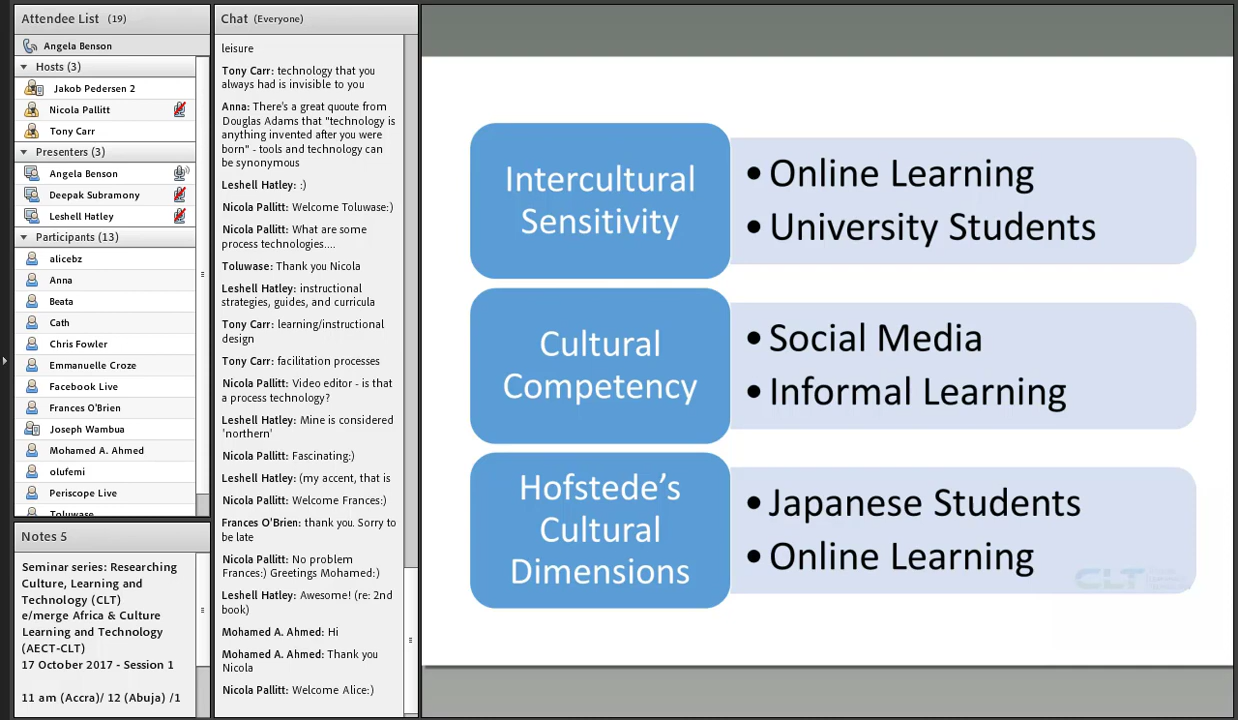 Attendee List (19)
Angela Benson
Hosts (3)
Jakob Pedersen 2
Nicola Pallitt
Tony Carr
Presenters (3)
Angela Benson
Deepak Subramony
Leshell Hatley
Participants (13)
alicebz
Anna
Beata
Cath
Chris Fowler
Emmanuelle Croze
Facebook Live
Frances O'Brien
Joseph Wambua
Mohamed A. Ahmed
olufemi
Periscope Live
Toluwase
Notes 5
Seminar series: Researching
Culture, Learning and
Technology (CLT)
e/merge Africa & Culture
Learning and Technology
(AECT-CLT)
17 October 2017 - Session 1
11 am (Accra)/ 12 (Abuja) /1
Chat (Everyone)
leisure
Tony Carr: technology that you
always had is invisible to you
Anna: There's a great quoute from
Douglas Adams that "technology is
anything invented after you were
born" - tools and technology can
be synonymous
Leshell Hatley: :)
Nicola Pallitt: Welcome Toluwase:)
Nicola Pallitt: What are some
process technologies....
Toluwase: Thank you Nicola
Leshell Hatley: instructional
strategies, guides, and curricula
Tony Carr: learning/instructional
design
Tony Carr: facilitation processes
Nicola Pallitt: Video editor - is that
a process technology?
Leshell Hatley: Mine is considered
'northern'
Nicola Pallitt: Fascinating:)
Leshell Hatley: (my accent, that is
Nicola Pallitt: Welcome Frances:)
Frances O'Brien: thank you. Sorry to
be late
Nicola Pallitt: No problem
Frances:) Greetings Mohamed:)
Leshell Hatley: Awesome! (re: 2nd
book)
Mohamed A. Ahmed: Hi
Mohamed A. Ahmed: Thank you
Nicola
Nicola Pallitt: Welcome Alice:)
Intercultural
Sensitivity
• Online Learning
• University Students
Cultural
Competency
• Social Media
• Informal Learning
Hofstede's
Cultural
Dimensions
• Japanese Students
• Online Learning
CLT